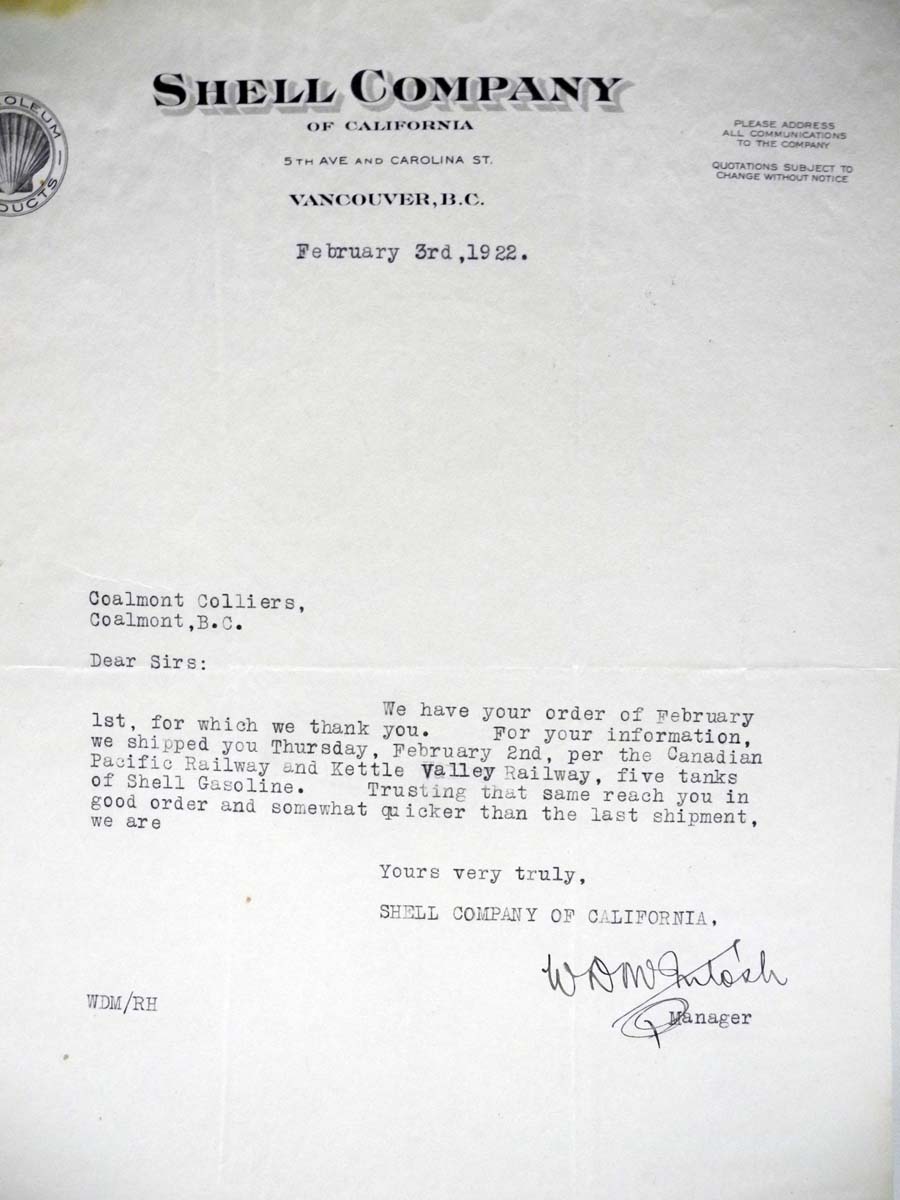 SHELL COMPANY
OF CALIFORNIA
5TH AVE AND CAROLINA ST.
VANCOUVER, B.C.
OLEUM
DUCTS
PLEASE ADDRESS
ALL COMMUNICATIONS
TO THE COMPANY
QUOTATIONS SUBJECT TO
CHANGE WITHOUT NOTICE
February 3rd,1922.
Coalmont Colliers,
Coalmont,B.C.
Dear Sirs:
We have your order of February
1st, for which we thank you. For your information,
we shipped you Thursday, February 2nd, per the Canadian
Pacific Railway and Kettle Valley Railway, five tanks
of Shell Gasoline. Trusting that same reach you in
good order and somewhat quicker than the last shipment,
we are
Yours very truly,
SHELL COMPANY OF CALIFORNIA,
WDMcIntosh
Manager
WDM/RH